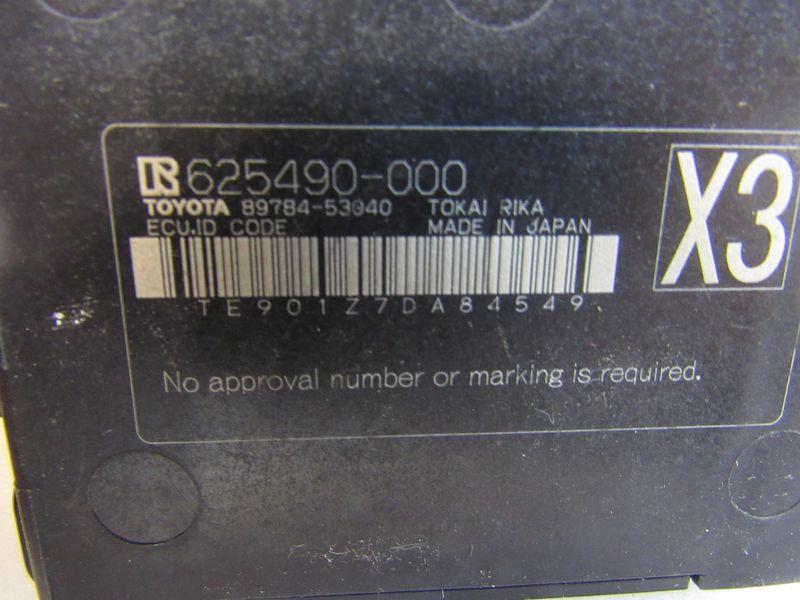 625490-000
TOYOTA 89784-53040 TOKAI RIKA
ECU.ID CODE MADE IN JAPAN
X3
TE901Z7DA84549
No approval number or marking is required.